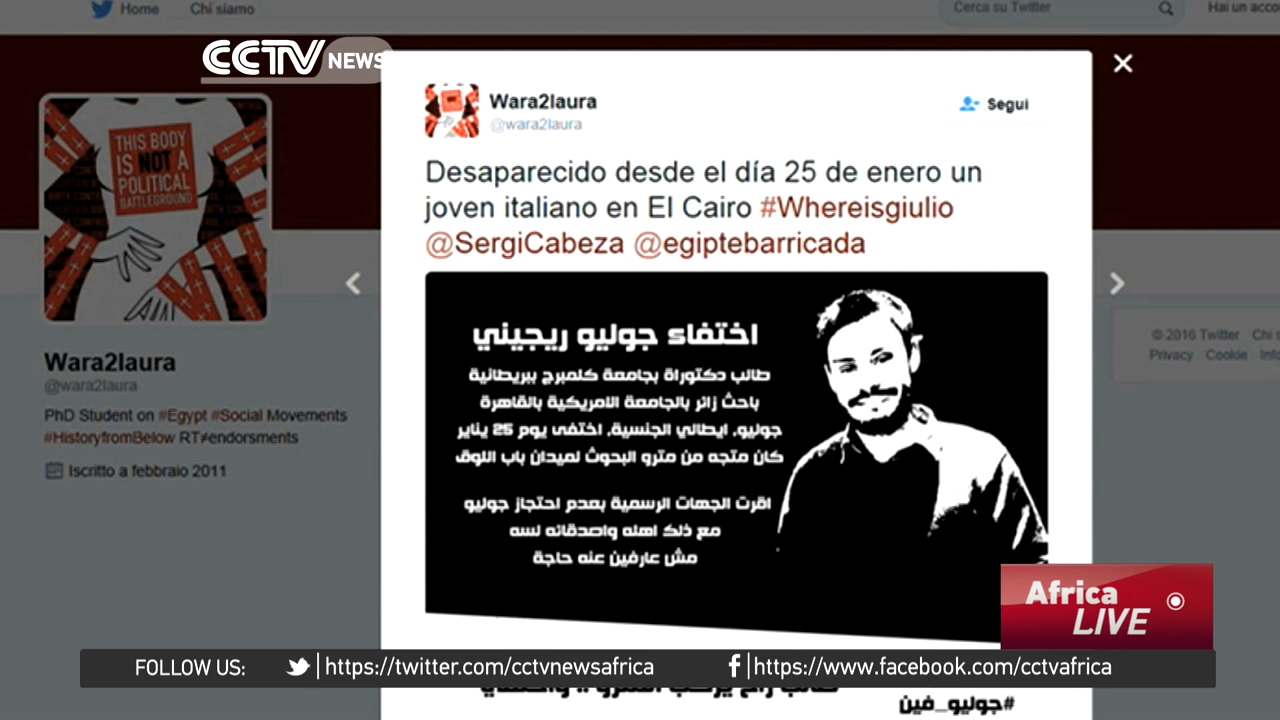 Home Chi siamo
Cerca su Twitter
Hai un acco
CCTV NEWS
THIS BODY
IS NOT A
POLITICAL
BATTLEGROUND
Wara2laura
@wara2laura
PhD Student on #Egypt #Social Movements
#HistoryfromBelow RT≠endorsments
Iscritto a febbraio 2011
Wara2laura
@wara2laura
Segui
Desaparecido desde el día 25 de enero un
joven italiano en El Cairo #Whereisgiulio
@SergiCabeza @egiptebarricada
اختفاء جوليو ريجيني
طالب دكتوراة بجامعة كامبرج ببريطانية
باحث زائر بالجامعة الامريكية بالقاهرة
جوليو، ايطالي الجنسية، اختفى يوم 25 يناير
كان متجه من مترو البحوث لميدان باب اللوق
اقرت الجهات الرسمية بعدم احتجاز جوليو
مع ذلك اهله واصدقائه لسه
مش عارفين عنه حاجة
#جوليو_فين
© 2016 Twitter Chi s
Privacy Cookie Info
Africa
LIVE
FOLLOW US: https://twitter.com/cctvnewsafrica https://www.facebook.com/cctvafrica